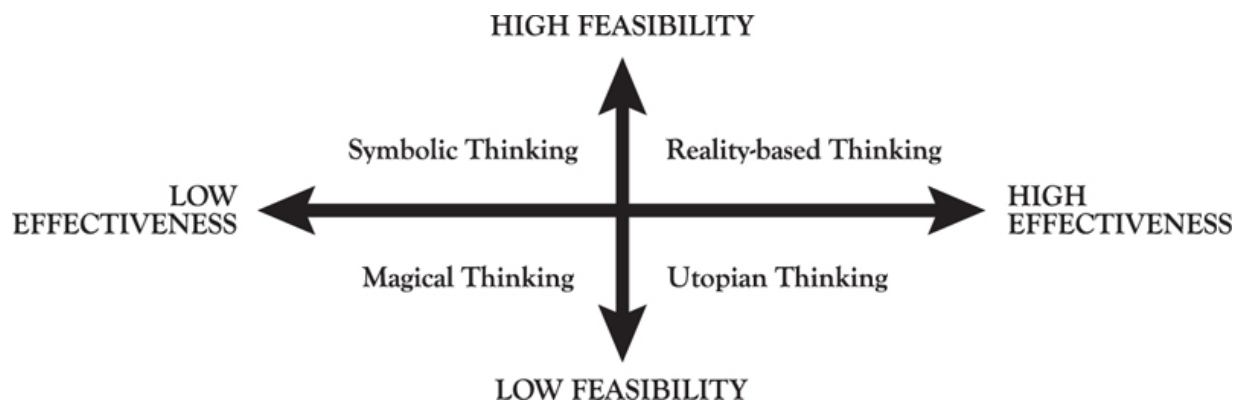 HIGH FEASIBILITY
Symbolic Thinking
Reality-based Thinking
LOW
EFFECTIVENESS
HIGH
EFFECTIVENESS
Magical Thinking
Utopian Thinking
LOW FEASIBILITY